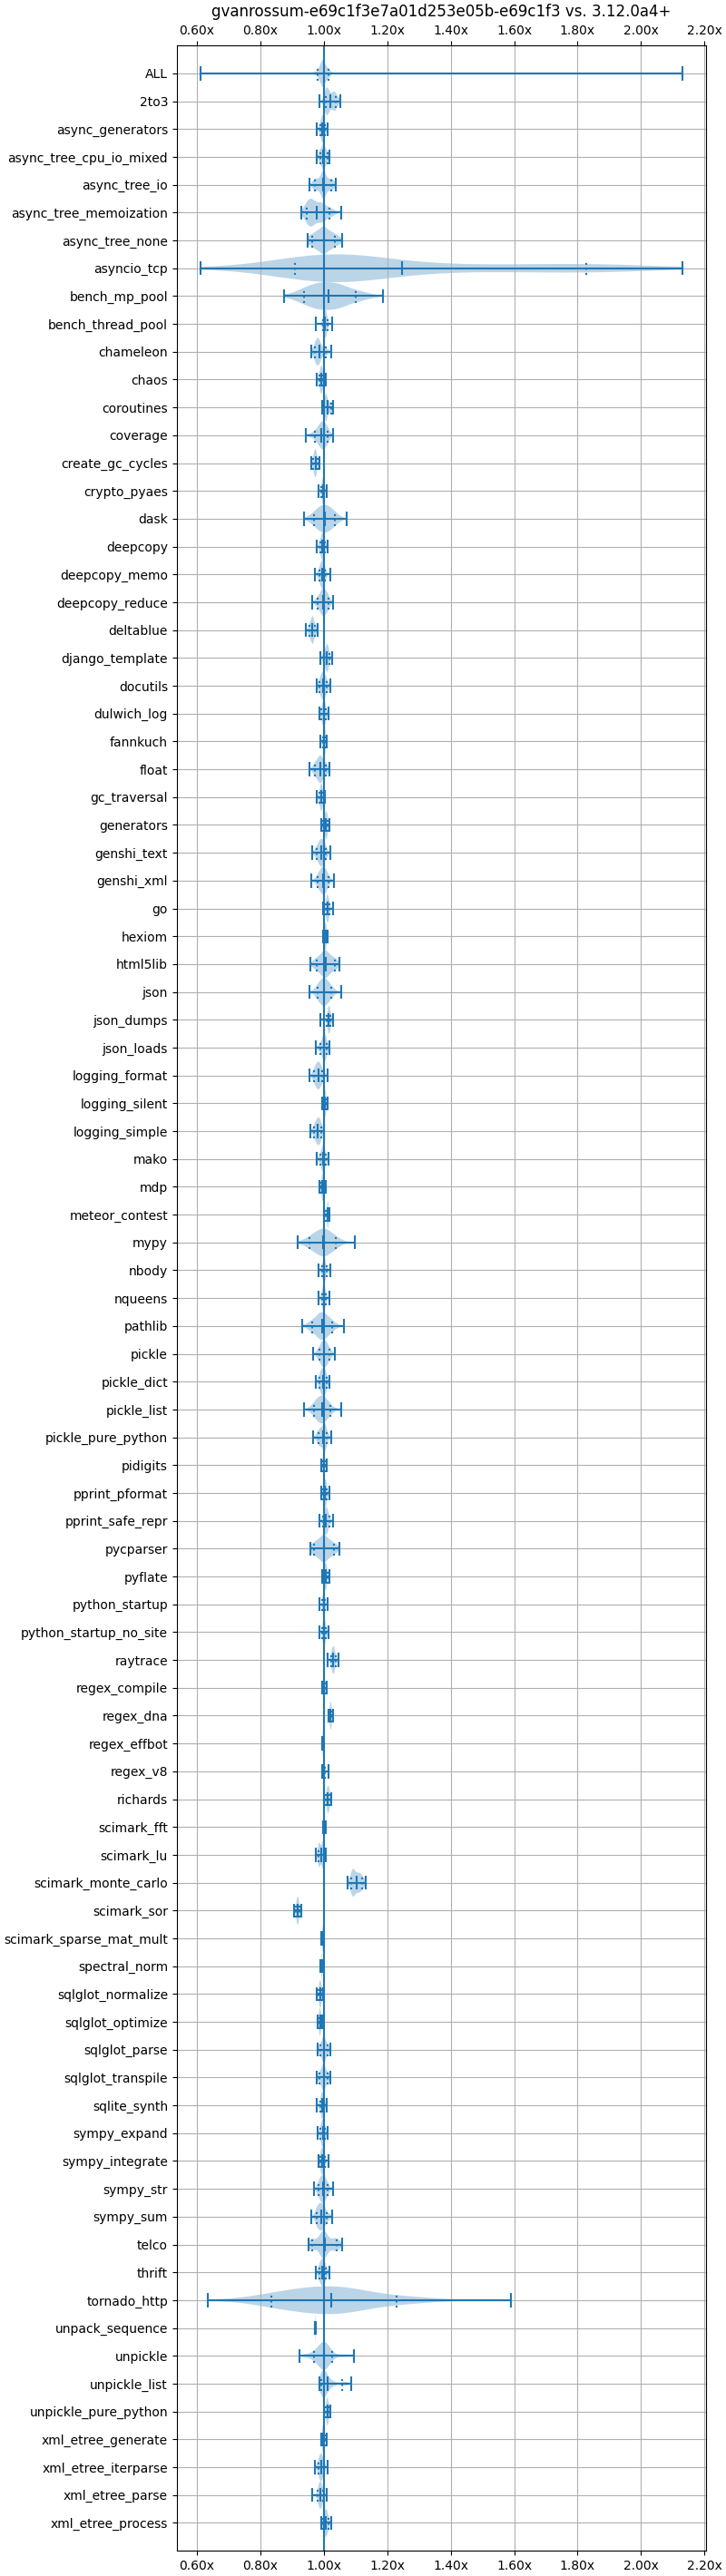 gvanrossum-e69c1f3e7a01d253e05b-e69c1f3 vs. 3.12.0a4+
0.60x 0.80x 1.00x 1.20x 1.40x 1.60x 1.80x 2.00x 2.20x
ALL
2to3
async_generators
async_tree_cpu_io_mixed
async_tree_io
async_tree_memoization
async_tree_none
asyncio_tcp
bench_mp_pool
bench_thread_pool
chameleon
chaos
coroutines
coverage
create_gc_cycles
crypto_pyaes
dask
deepcopy
deepcopy_memo
deepcopy_reduce
deltablue
django_template
docutils
dulwich_log
fannkuch
float
gc_traversal
generators
genshi_text
genshi_xml
go
hexiom
html5lib
json
json_dumps
json_loads
logging_format
logging_silent
logging_simple
mako
mdp
meteor_contest
mypy
nbody
nqueens
pathlib
pickle
pickle_dict
pickle_list
pickle_pure_python
pidigits
pprint_pformat
pprint_safe_repr
pycparser
pyflate
python_startup
python_startup_no_site
raytrace
regex_compile
regex_dna
regex_effbot
regex_v8
richards
scimark_fft
scimark_lu
scimark_monte_carlo
scimark_sor
scimark_sparse_mat_mult
spectral_norm
sqlglot_normalize
sqlglot_optimize
sqlglot_parse
sqlglot_transpile
sqlite_synth
sympy_expand
sympy_integrate
sympy_str
sympy_sum
telco
thrift
tornado_http
unpack_sequence
unpickle
unpickle_list
unpickle_pure_python
xml_etree_generate
xml_etree_iterparse
xml_etree_parse
xml_etree_process
0.60x 0.80x 1.00x 1.20x 1.40x 1.60x 1.80x 2.00x 2.20x